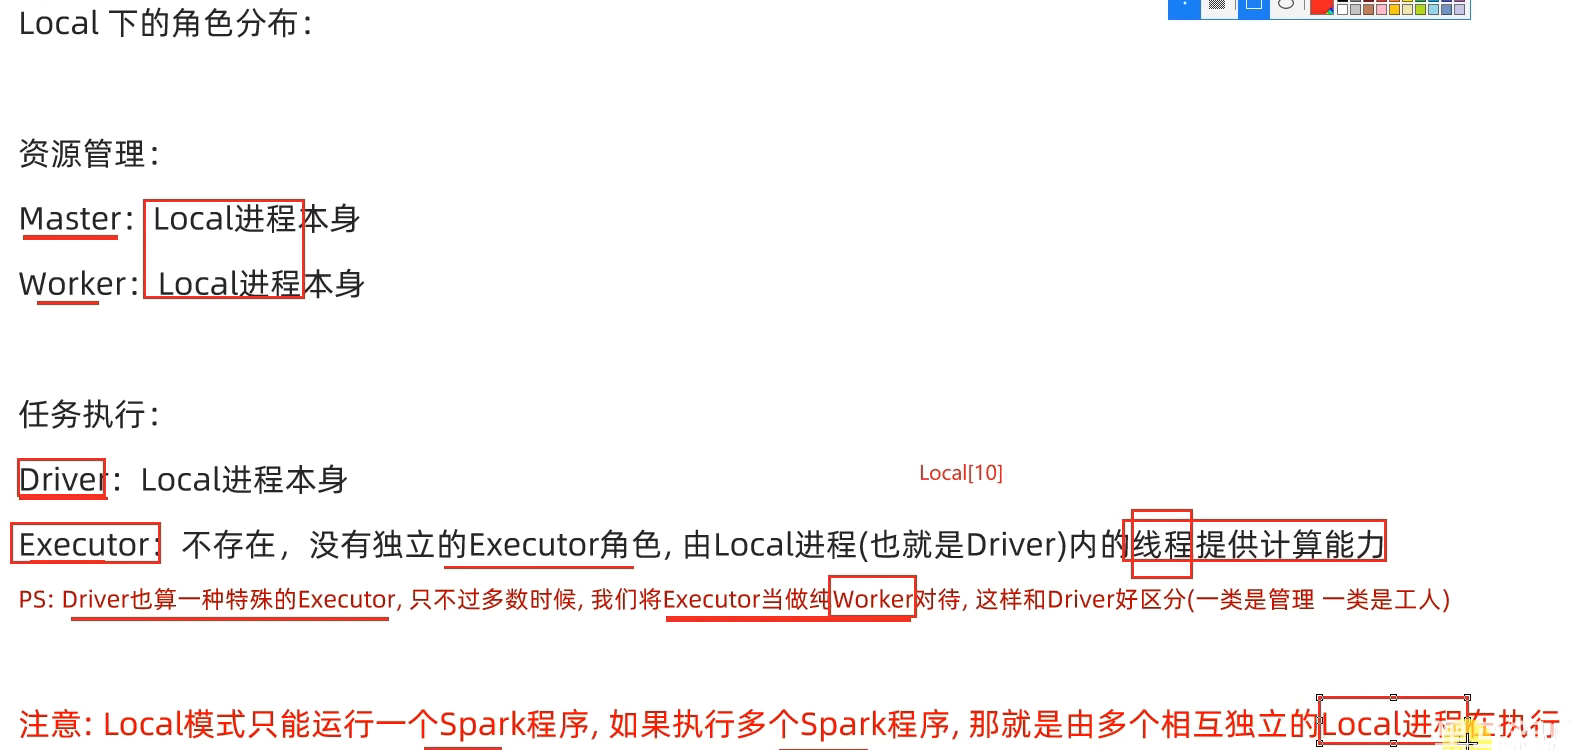 Local 下的角色分布：
资源管理：
Master：Local进程本身
Worker：Local进程本身
任务执行：
Driver：Local进程本身
Local[10]
Executor：不存在，没有独立的Executor角色, 由Local进程(也就是Driver)内的线程提供计算能力
PS: Driver也算一种特殊的Executor, 只不过多数时候, 我们将Executor当做纯Worker对待, 这样和Driver好区分(一类是管理 一类是工人)
注意: Local模式只能运行一个Spark程序, 如果执行多个Spark程序, 那就是由多个相互独立的Local进程在执行